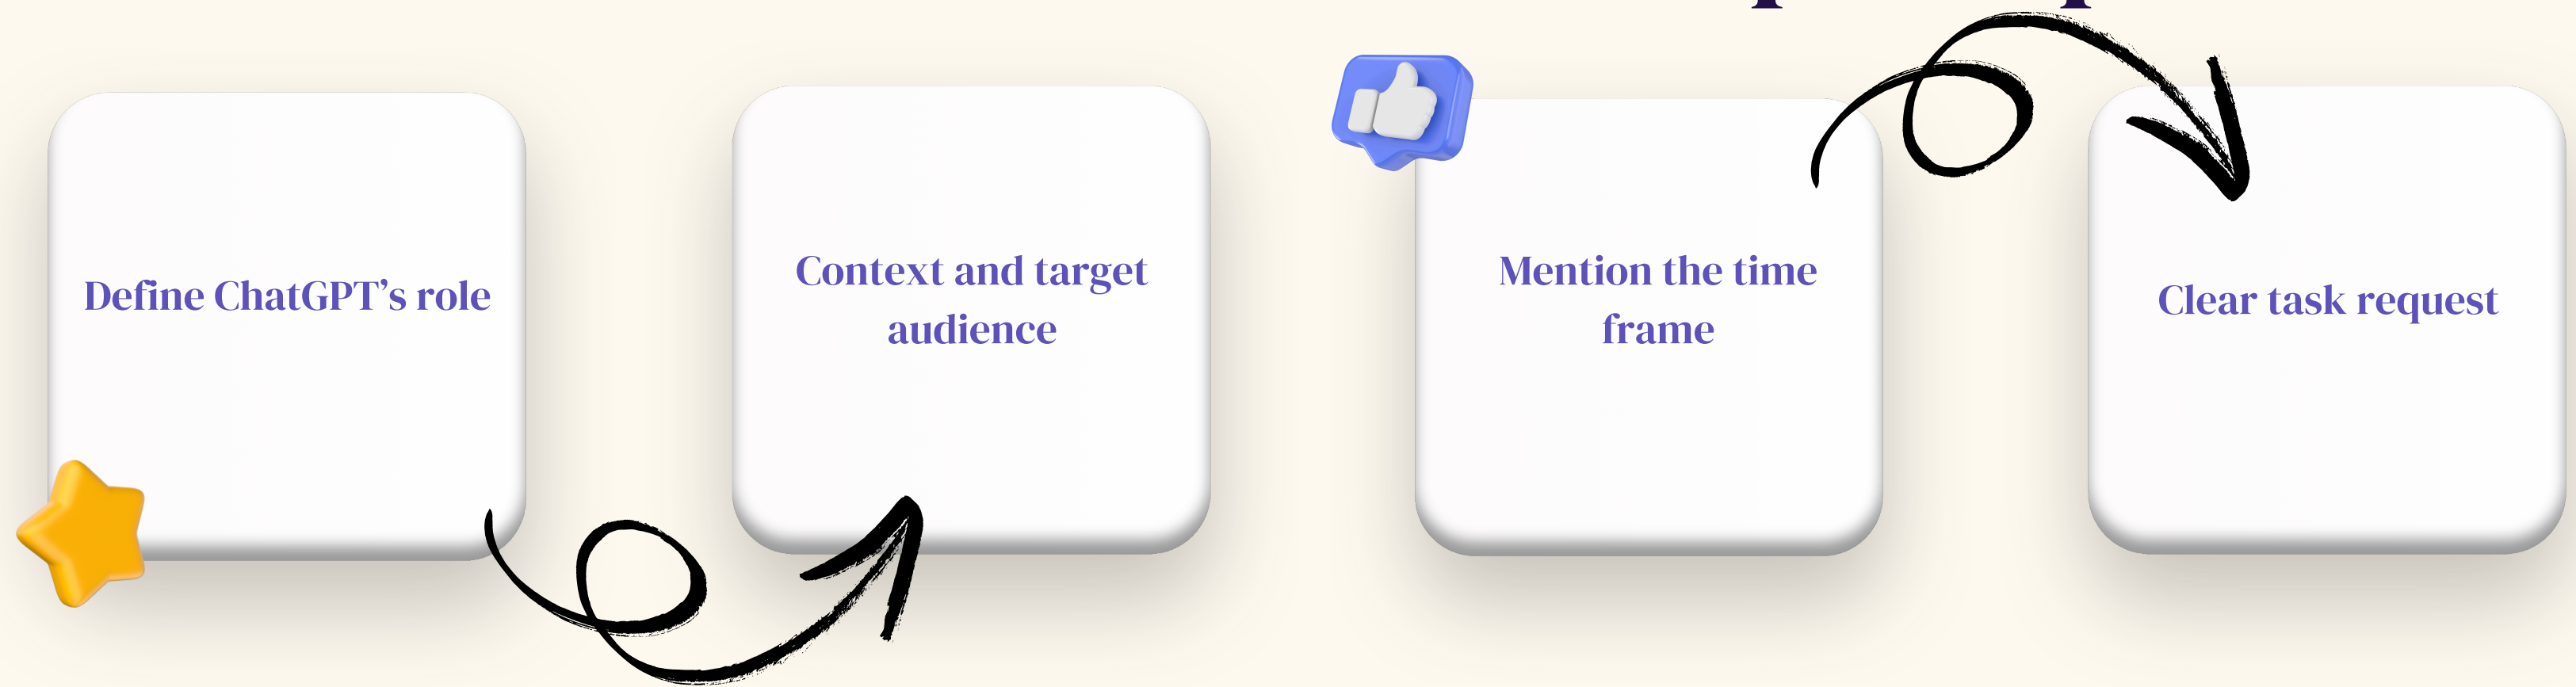 Define ChatGPT’s role
Context and target
audience
Mention the time
frame
Clear task request